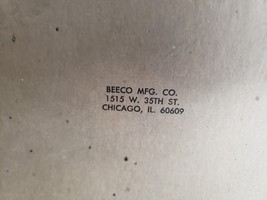 BEECO MFG. CO.
1515 W. 35TH ST.
CHICAGO, IL. 60609